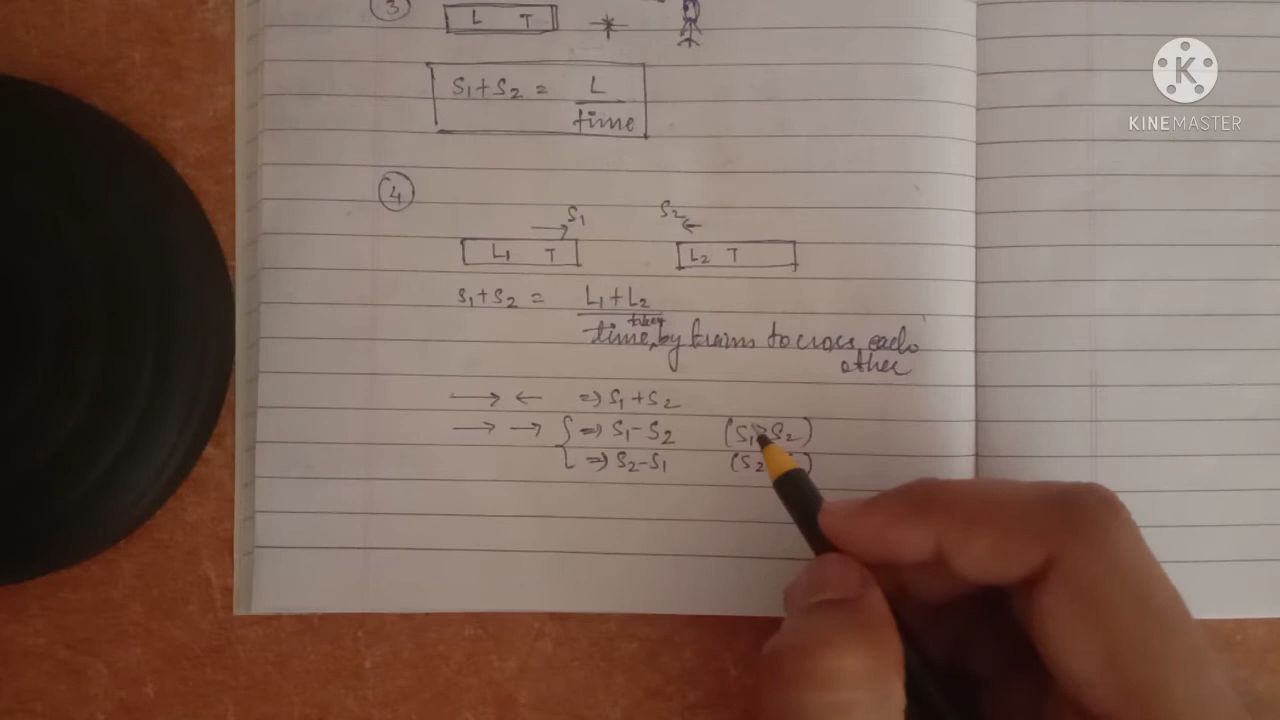 3
L T
S1+S2 = L
time
KINEMASTER
4
S1 S2
L1 T L2 T
S1+S2 = L1+L2
time taken by trains to cross each
other
→ ← ⇒ S1+S2
→ → { ⇒ S1-S2 (S1>S2)
⇒ S2-S1 (S2